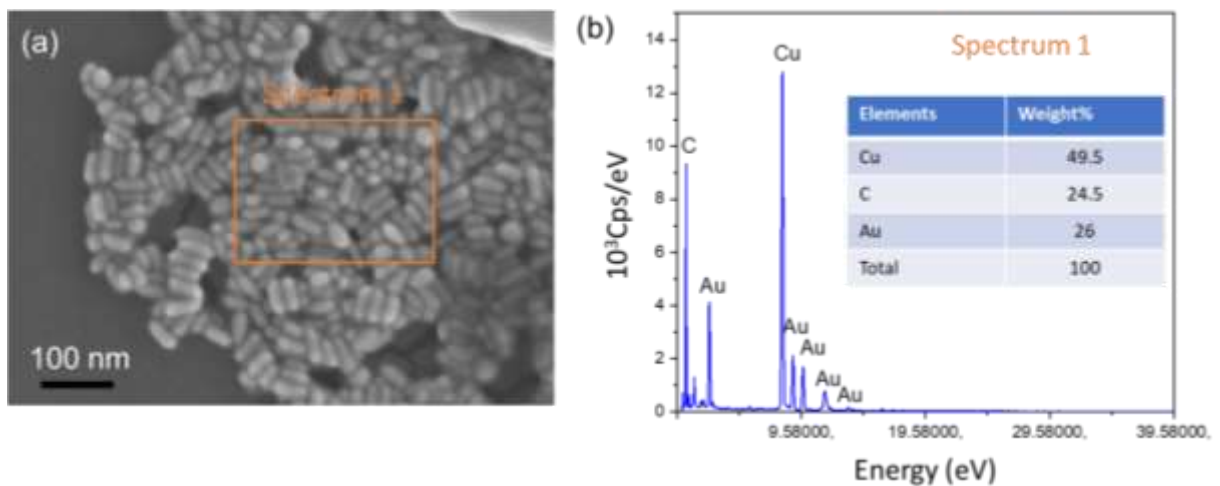 (a)
Spectrum 1
100 nm
(b)
Spectrum 1
14
12
10
8
6
4
2
0
10³Cps/eV
C
Au
Cu
Au
Au
Au
Au
Elements Weight%
Cu 49.5
C 24.5
Au 26
Total 100
9.58000, 19.58000, 29.58000, 39.58000,
Energy (eV)